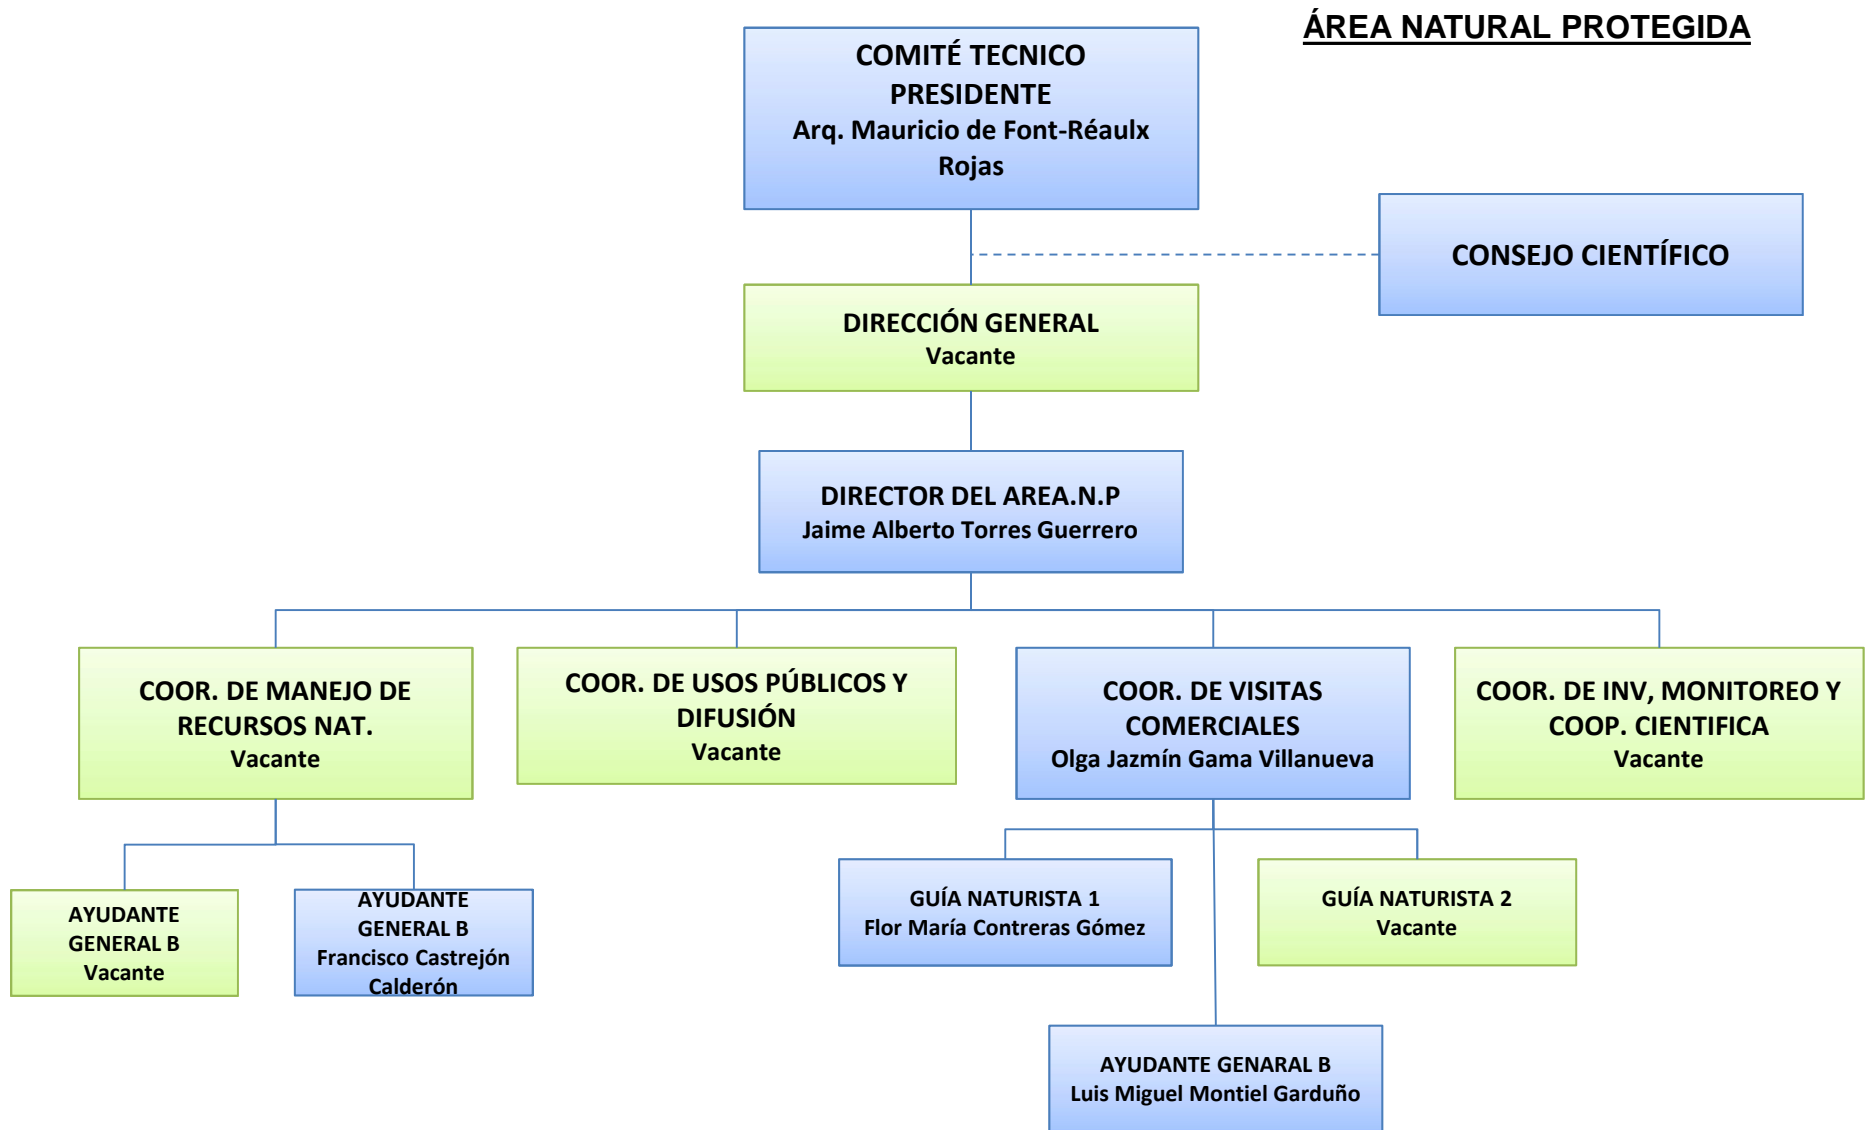 ÁREA NATURAL PROTEGIDA
COMITÉ TECNICO
PRESIDENTE
Arq. Mauricio de Font-Réaulx
Rojas
CONSEJO CIENTÍFICO
DIRECCIÓN GENERAL
Vacante
DIRECTOR DEL AREA.N.P
Jaime Alberto Torres Guerrero
COOR. DE MANEJO DE
RECURSOS NAT.
Vacante
COOR. DE USOS PÚBLICOS Y
DIFUSIÓN
Vacante
COOR. DE VISITAS
COMERCIALES
Olga Jazmín Gama Villanueva
COOR. DE INV, MONITOREO Y
COOP. CIENTIFICA
Vacante
AYUDANTE
GENERAL B
Vacante
AYUDANTE
GENERAL B
Francisco Castrejón
Calderón
GUÍA NATURISTA 1
Flor María Contreras Gómez
GUÍA NATURISTA 2
Vacante
AYUDANTE GENARAL B
Luis Miguel Montiel Garduño